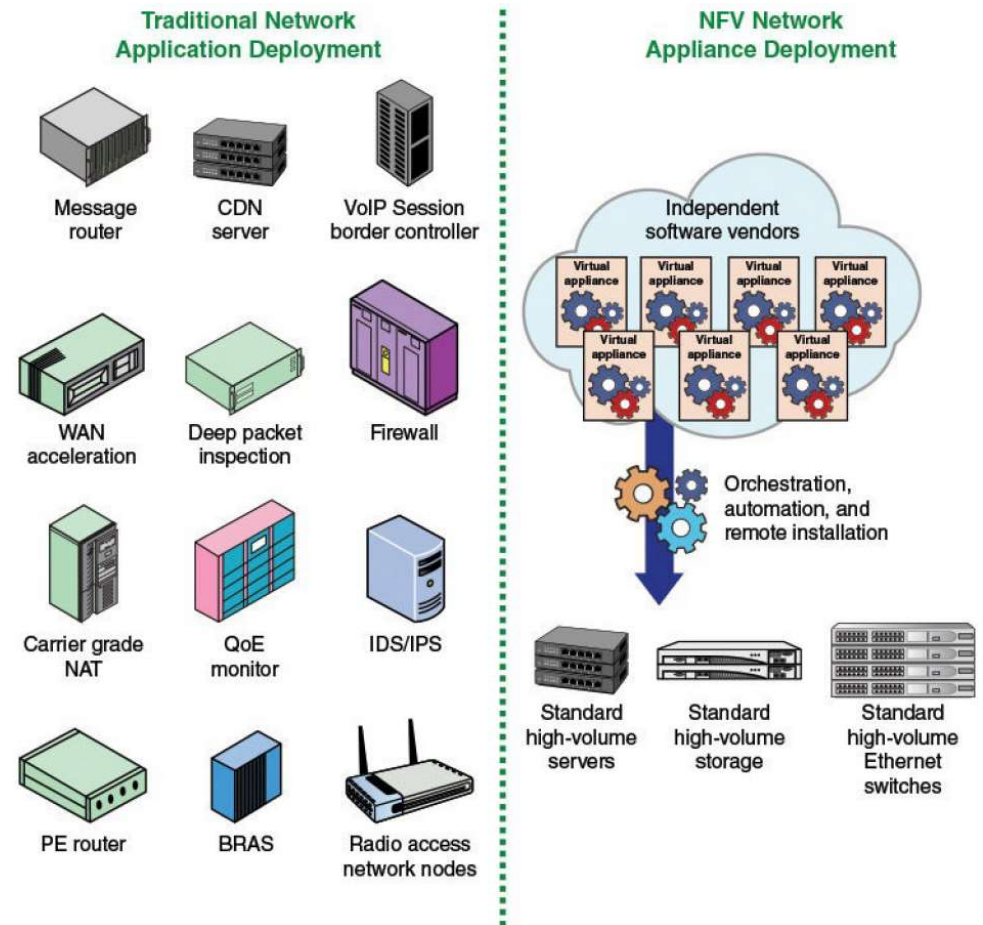 Traditional Network
Application Deployment
Message
router
CDN
server
VoIP Session
border controller
WAN
acceleration
Deep packet
inspection
Firewall
Carrier grade
NAT
QoE
monitor
IDS/IPS
PE router
BRAS
Radio access
network nodes
NFV Network
Appliance Deployment
Independent
software vendors
Virtual
appliance
Virtual
appliance
Virtual
appliance
Virtual
appliance
Virtual
appliance
Virtual
appliance
Virtual
appliance
Orchestration,
automation, and
remote installation
Standard
high-volume
servers
Standard
high-volume
storage
Standard
high-volume
Ethernet
switches